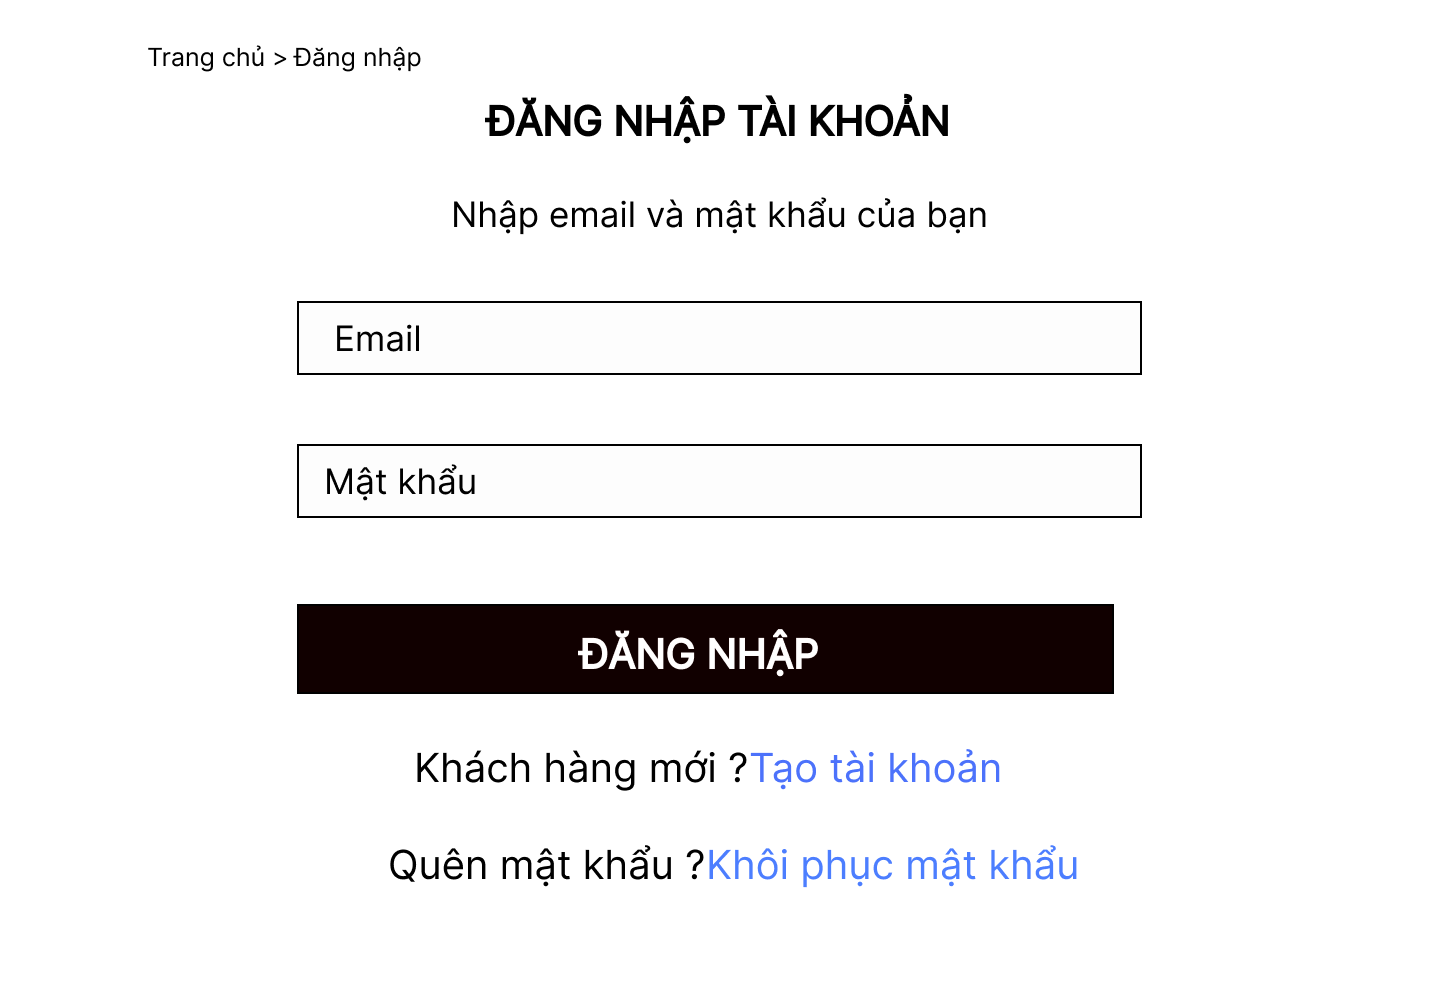 Trang chủ > Đăng nhập
ĐĂNG NHẬP TÀI KHOẢN
Nhập email và mật khẩu của bạn
Email
Mật khẩu
ĐĂNG NHẬP
Khách hàng mới ?Tạo tài khoản
Quên mật khẩu ?Khôi phục mật khẩu